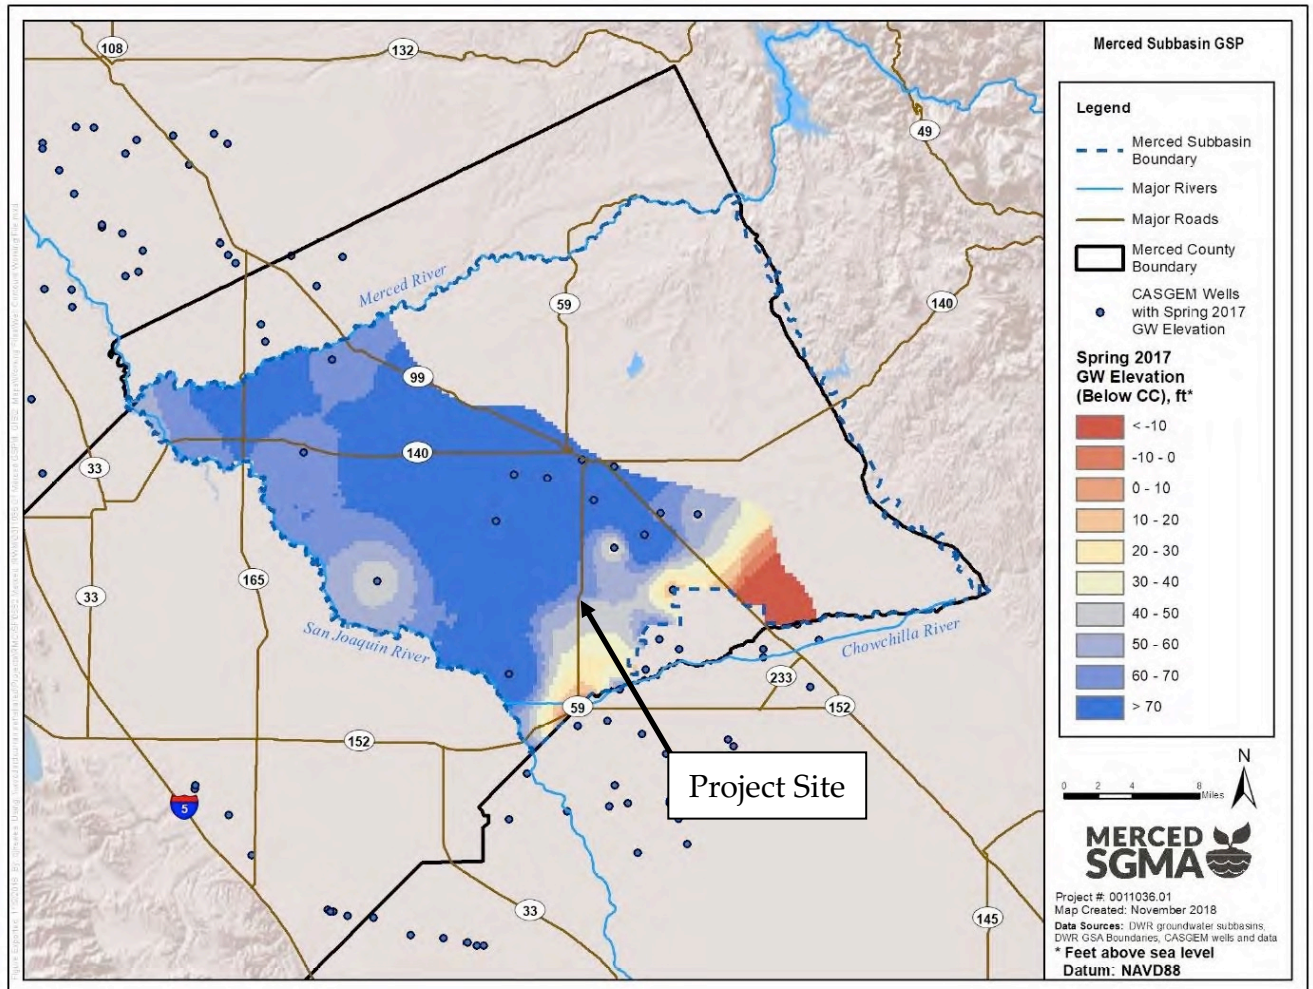 108
132
49
59
140
Merced River
99
140
33
165
33
San Joaquin River
Chowchilla River
233
59
152
152
Project Site
5
33
145
Merced Subbasin GSP
Legend
Merced Subbasin
Boundary
Major Rivers
Major Roads
Merced County
Boundary
CASGEM Wells
with Spring 2017
GW Elevation
Spring 2017
GW Elevation
(Below CC), ft*
< -10
-10 - 0
0 - 10
10 - 20
20 - 30
30 - 40
40 - 50
50 - 60
60 - 70
> 70
N
0 2 4 8
Miles
MERCED
SGMA
Project #: 0011036.01
Map Created: November 2018
Data Sources: DWR groundwater subbasins,
DWR GSA Boundaries, CASGEM wells and data
* Feet above sea level
Datum: NAVD88